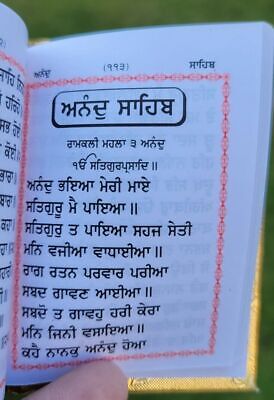 ਅਨੰਦੁ (੧੧੩) ਸਾਹਿਬ
ਅਨੰਦੁ ਸਾਹਿਬ
ਰਾਮਕਲੀ ਮਹਲਾ ੩ ਅਨੰਦੁ
ੴ ਸਤਿਗੁਰਪ੍ਰਸਾਦਿ॥
ਅਨੰਦੁ ਭਇਆ ਮੇਰੀ ਮਾਏ
ਸਤਿਗੁਰੂ ਮੈ ਪਾਇਆ॥
ਸਤਿਗੁਰੁ ਤ ਪਾਇਆ ਸਹਜ ਸੇਤੀ
ਮਨਿ ਵਜੀਆ ਵਾਧਾਈਆ॥
ਰਾਗ ਰਤਨ ਪਰਵਾਰ ਪਰੀਆ
ਸਬਦ ਗਾਵਣ ਆਈਆ॥
ਸਬਦੋ ਤ ਗਾਵਹੁ ਹਰੀ ਕੇਰਾ
ਮਨਿ ਜਿਨੀ ਵਸਾਇਆ॥
ਕਹੈ ਨਾਨਕੁ ਅਨੰਦੁ ਹੋਆ